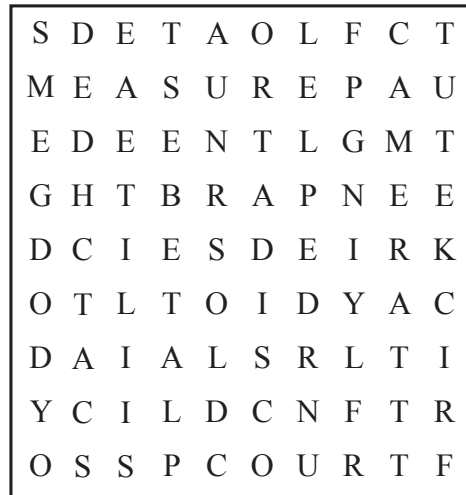 S D E T A O L F C T
M E A S U R E P A U
E D E E N T L G M T
G H T B R A P N E E
D C I E S D E I R K
O T L T O I D Y A C
D A I A L S R L T I
Y C I L D C N F T R
O S S P C O U R T F